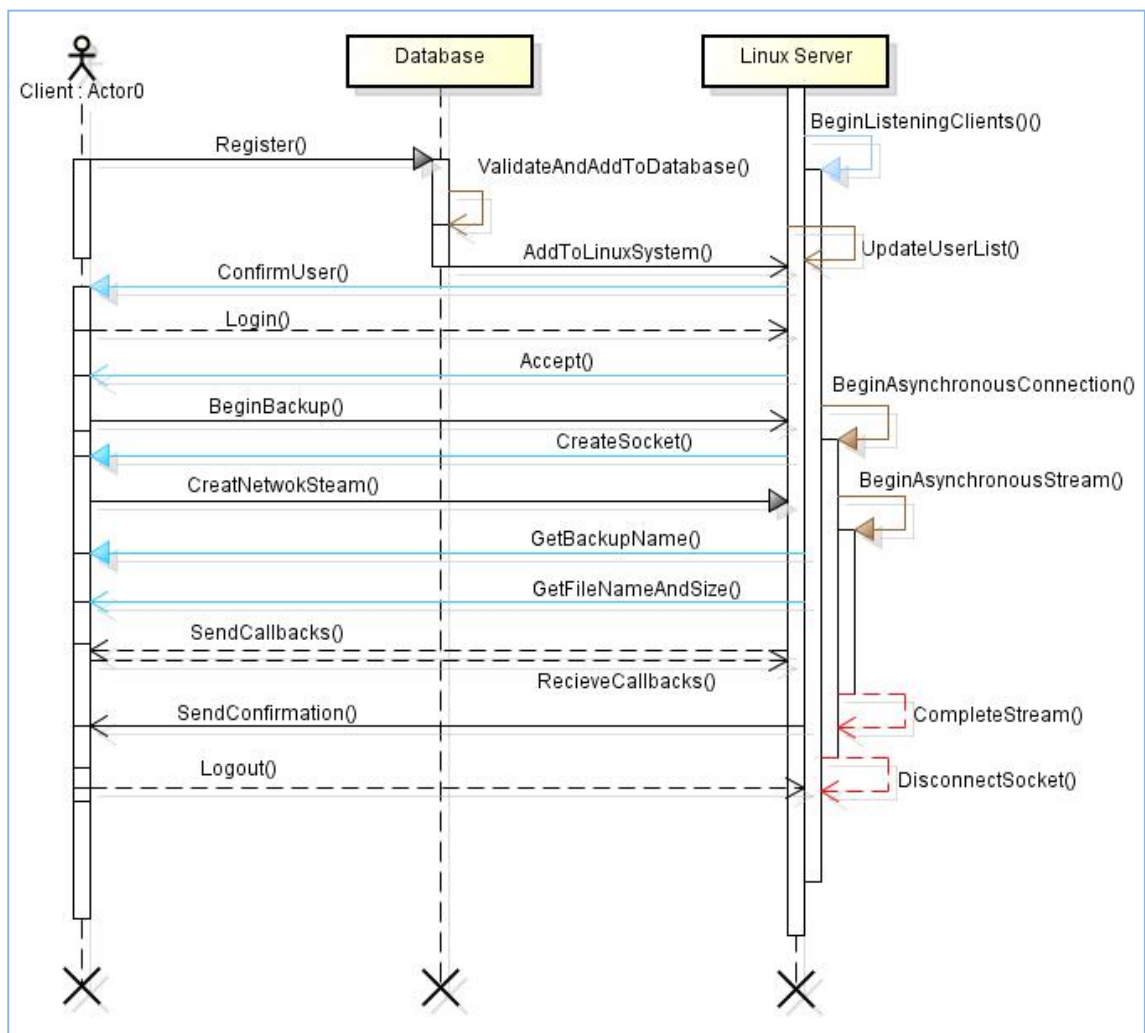 Client : Actor0
Database
Linux Server
BeginListeningClients()()
Register()
ValidateAndAddToDatabase()
AddToLinuxSystem()
UpdateUserList()
ConfirmUser()
Login()
Accept()
BeginAsynchronousConnection()
BeginBackup()
CreateSocket()
CreatNetwokSteam()
BeginAsynchronousStream()
GetBackupName()
GetFileNameAndSize()
SendCallbacks()
RecieveCallbacks()
SendConfirmation()
CompleteStream()
Logout()
DisconnectSocket()